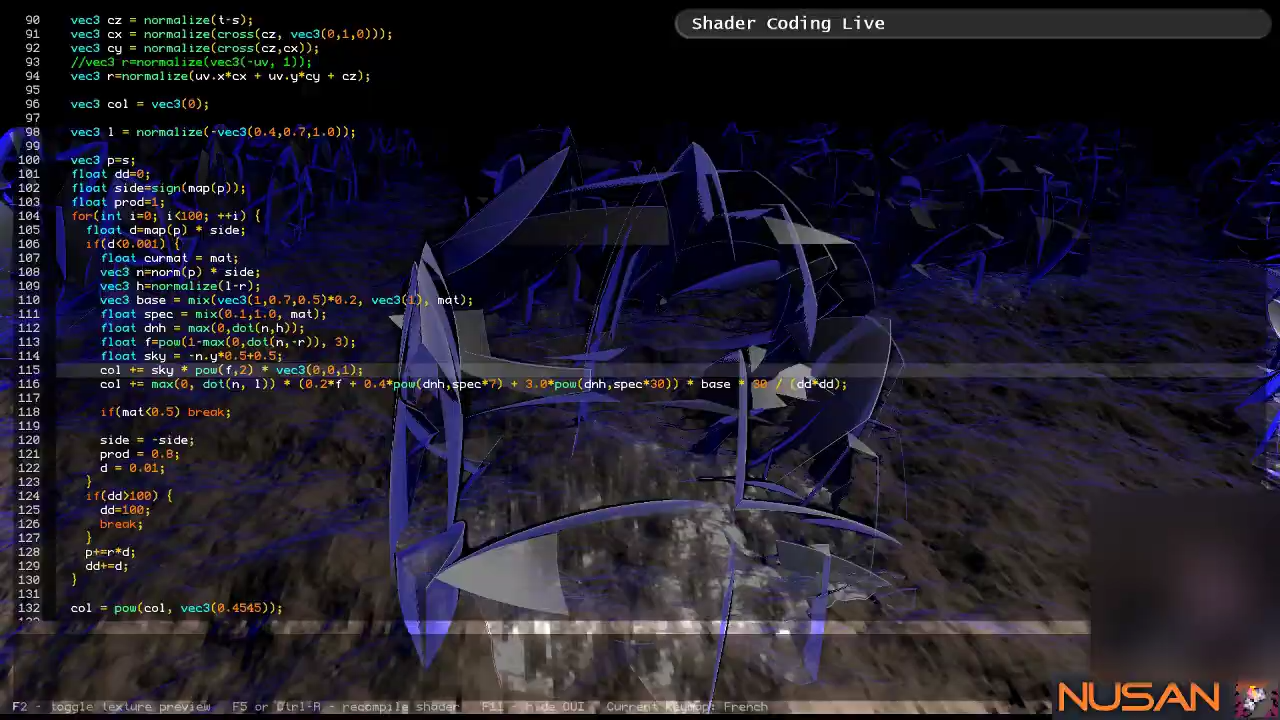 Shader Coding Live
90 vec3 cz = normalize(t-s);
91 vec3 cx = normalize(cross(cz, vec3(0,1,0)));
92 vec3 cy = normalize(cross(cz,cx));
93 //vec3 r=normalize(vec3(-uv, 1));
94 vec3 r=normalize(uv.x*cx + uv.y*cy + cz);
95
96 vec3 col = vec3(0);
97
98 vec3 l = normalize(-vec3(0.4,0.7,1.0));
99
100 vec3 p=s;
101 float dd=0;
102 float side=sign(map(p));
103 float prod=1;
104 for(int i=0; i<100; ++i) {
105 float d=map(p) * side;
106 if(d<0.001) {
107 float curmat = mat;
108 vec3 n=norm(p) * side;
109 vec3 h=normalize(l-r);
110 vec3 base = mix(vec3(1,0.7,0.5)*0.2, vec3(1), mat);
111 float spec = mix(0.1,1.0, mat);
112 float dnh = max(0,dot(n,h));
113 float f=pow(1-max(0,dot(n,-r)), 3);
114 float sky = -n.y*0.5+0.5;
115 col += sky * pow(f,2) * vec3(0,0,1);
116 col += max(0, dot(n, l)) * (0.2*f + 0.4*pow(dnh,spec*7) + 3.0*pow(dnh,spec*30)) * base * 30 / (dd*dd);
117
118 if(mat<0.5) break;
119
120 side = -side;
121 prod = 0.8;
122 d = 0.01;
123 }
124 if(dd>100) {
125 dd=100;
126 break;
127 }
128 p+=r*d;
129 dd+=d;
130 }
131
132 col = pow(col, vec3(0.4545));
F2 - toggle texture preview F5 or Ctrl-R - recompile shader F11 - hide GUI Current keymap: French
NUSAN